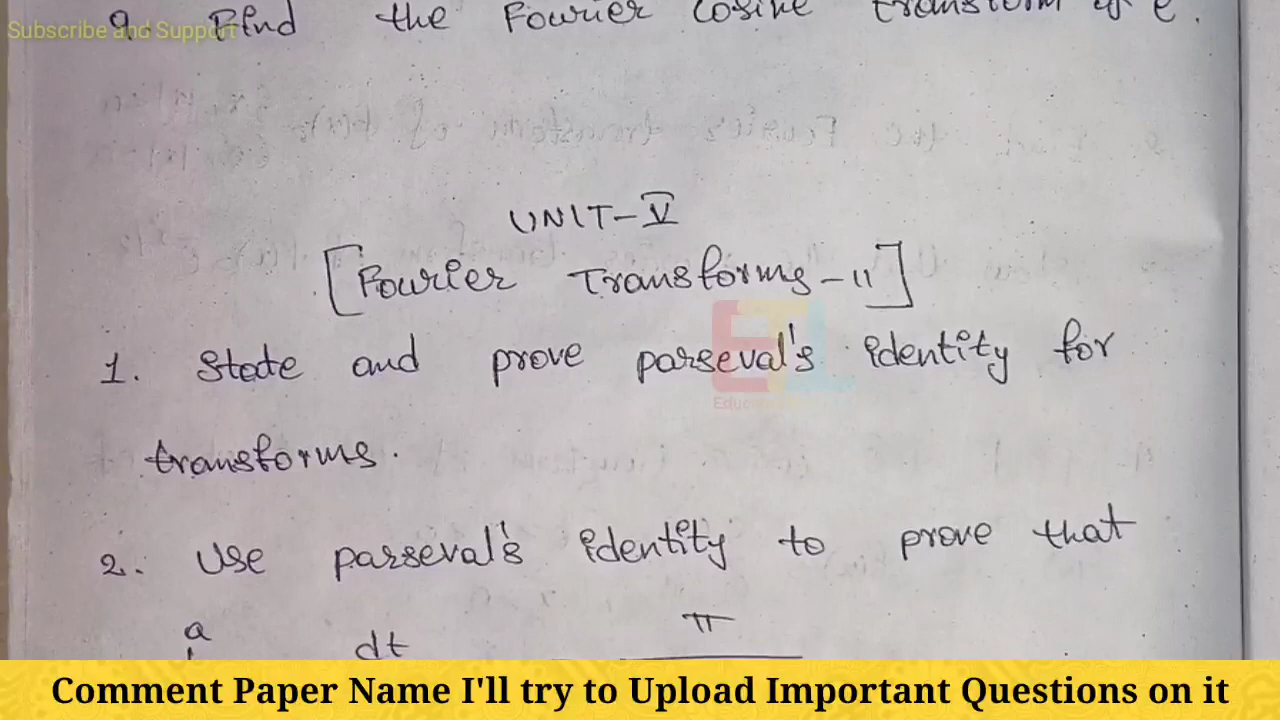 Subscribe and Support
9. Find the Fourier Cosine transform of e
UNIT-V
[Fourier Transforms-II]
1. State and prove parseval's identity for
transforms.
2. Use parseval's identity to prove that
a dt π
Comment Paper Name I'll try to Upload Important Questions on it